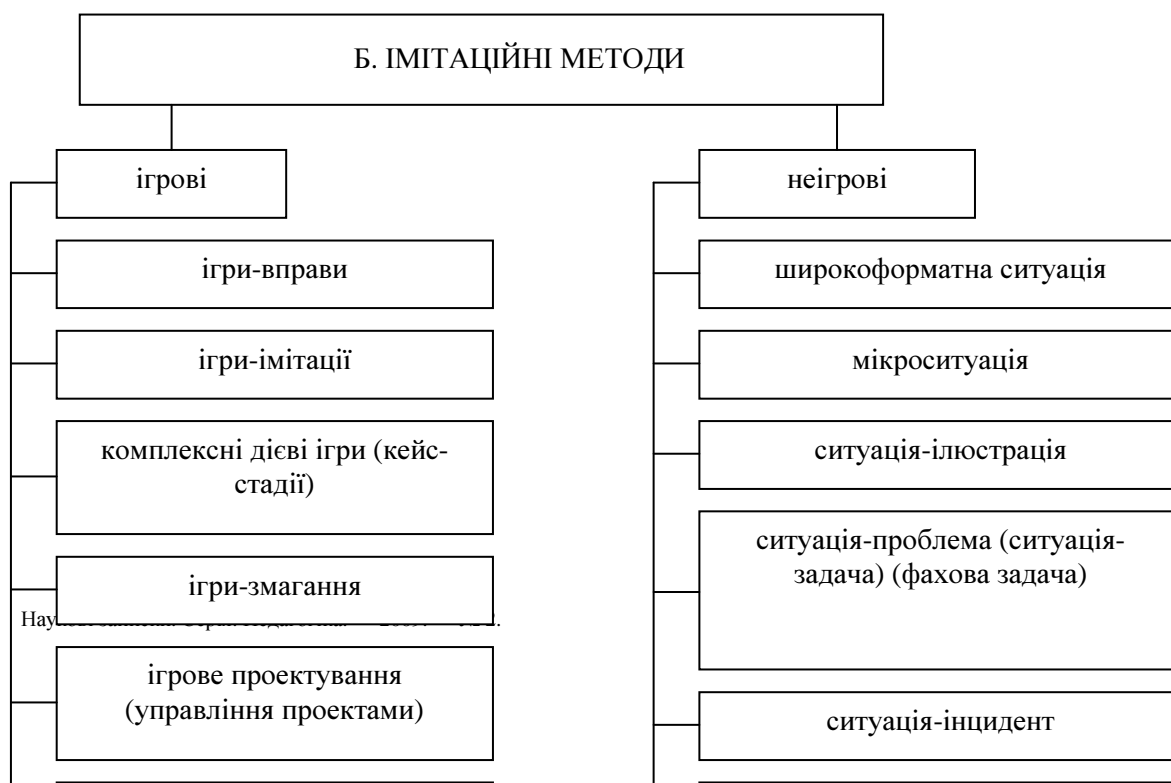 Б. ІМІТАЦІЙНІ МЕТОДИ
ігрові
ігри-вправи
ігри-імітації
комплексні дієві ігри (кейс-
стадії)
ігри-змагання
ігрове проектування
(управління проектами)
неігрові
широкоформатна ситуація
мікроситуація
ситуація-ілюстрація
ситуація-проблема (ситуація-
задача) (фахова задача)
ситуація-інцидент